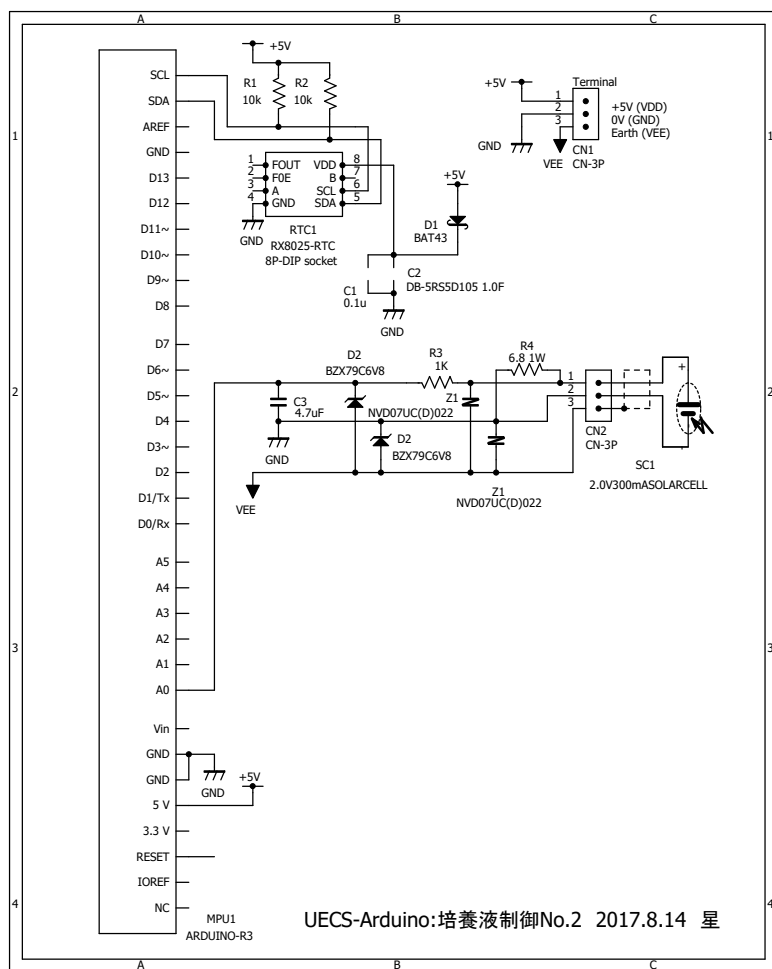 A B C
1
2
3
4
1
2
3
4
A B C
SCL
SDA
AREF
GND
D13
D12
D11~
D10~
D9~
D8
D7
D6~
D5~
D4
D3~
D2
D1/Tx
D0/Rx
A5
A4
A3
A2
A1
A0
Vin
GND
GND
5 V
3.3 V
RESET
IOREF
NC
MPU1
ARDUINO-R3
+5V
R1 R2
10k 10k
1 FOUT VDD 8
2 F0E B 7
3 A SCL 6
4 GND SDA 5
GND
RTC1
RX8025-RTC
8P-DIP socket
+5V
D1
BAT43
C1
0.1u
C2
DB-5RS5D105 1.0F
GND
+5V
Terminal
1
2
3
+5V (VDD)
0V (GND)
Earth (VEE)
GND
VEE
CN1
CN-3P
D2
BZX79C6V8
R3
1K
R4
6.8 1W
C3
4.7uF
NVD07UC(D)022
Z1
D2
BZX79C6V8
GND
VEE
Z1
NVD07UC(D)022
1
2
3
CN2
CN-3P
+
-
SC1
2.0V300mASOLARCELL
GND
+5V
UECS-Arduino:培養液制御No.2 2017.8.14 星